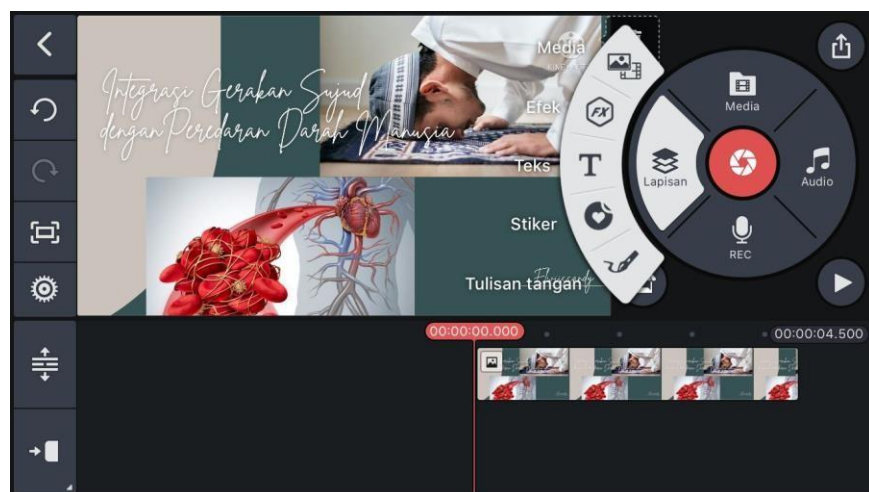 Integrasi Gerakan Sujud
dengan Peredaran Darah Manusia
Media
Efek
Teks
Stiker
Tulisan tangan
FX
T
Lapisan
Media
Audio
REC
00:00:00.000
00:00:04.500